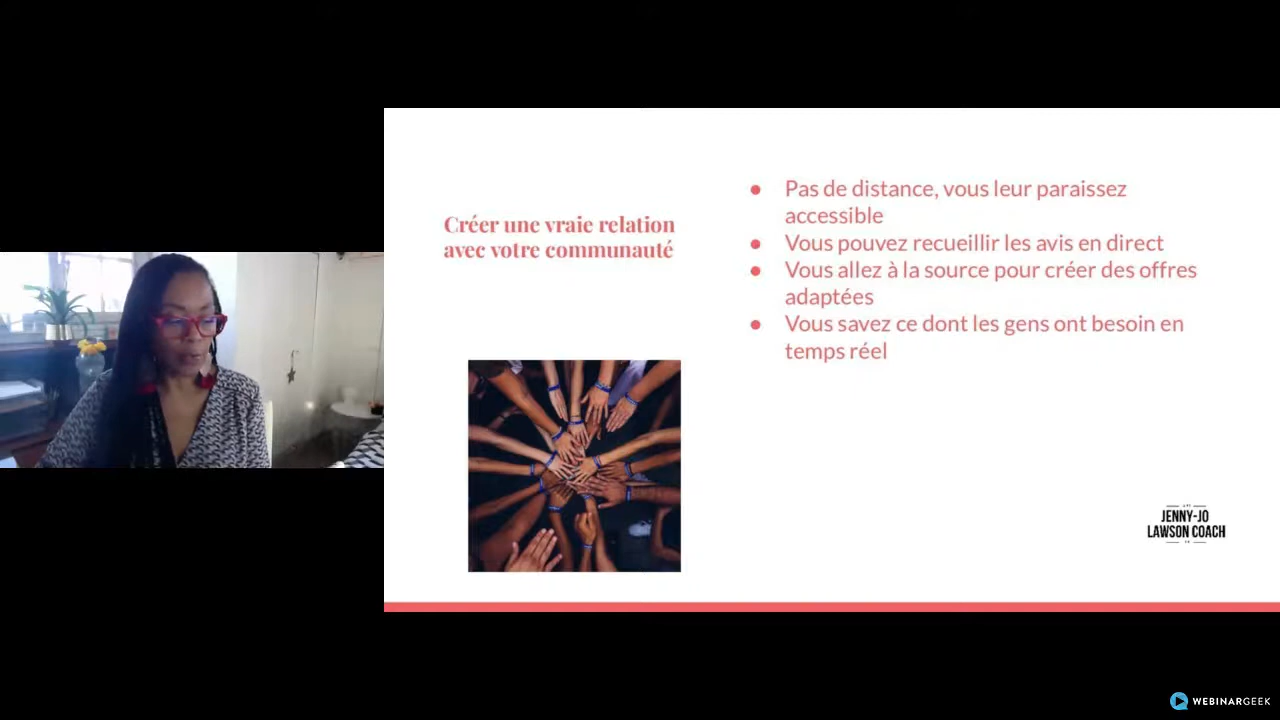 Créer une vraie relation
avec votre communauté
● Pas de distance, vous leur paraissez
accessible
● Vous pouvez recueillir les avis en direct
● Vous allez à la source pour créer des offres
adaptées
● Vous savez ce dont les gens ont besoin en
temps réel
JENNY-JO
LAWSON COACH
WEBINARGEEK